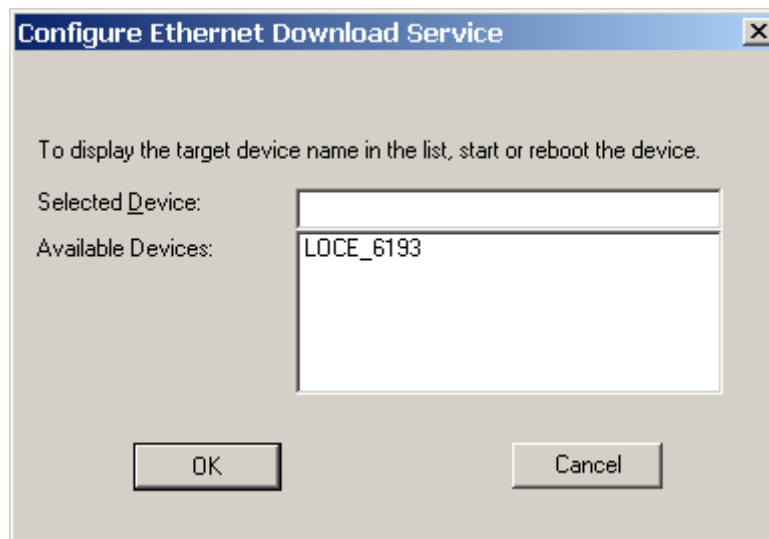 Configure Ethernet Download Service
To display the target device name in the list, start or reboot the device.
Selected Device:
Available Devices:
LOCE_6193
OK
Cancel